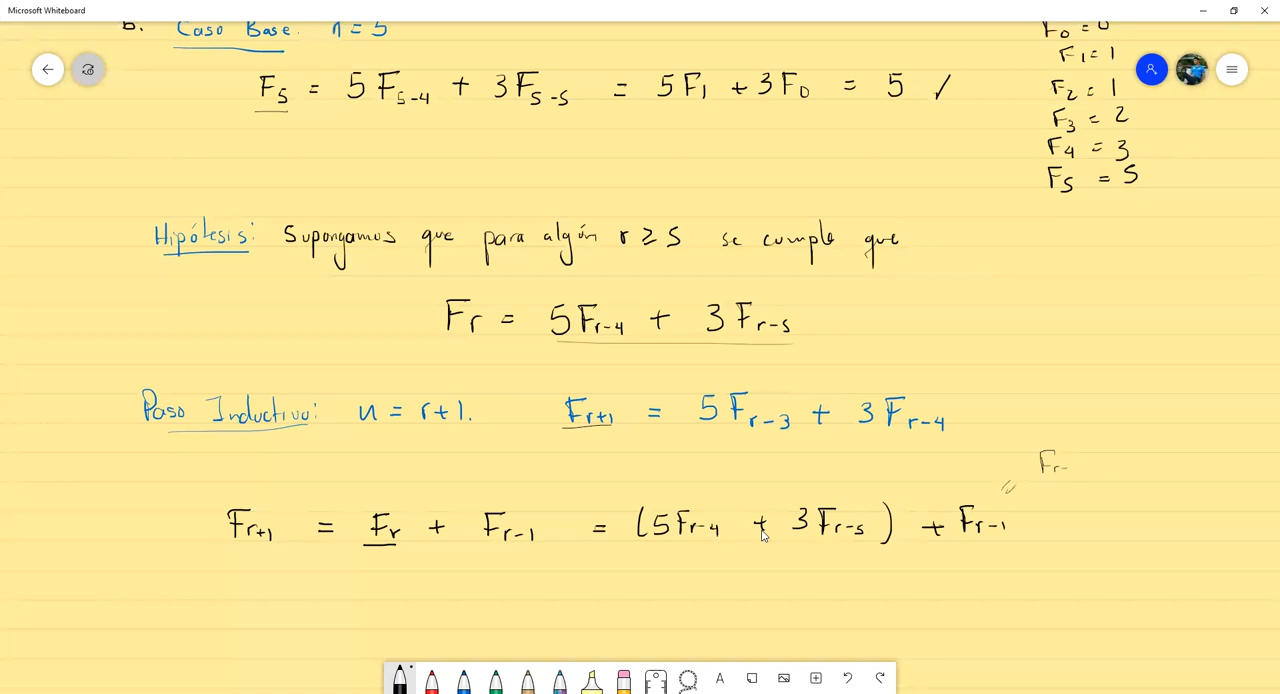 Microsoft Whiteboard
b. Caso Base: n = 5
F₅ = 5F₅₋₄ + 3F₅₋₅ = 5F₁ + 3F₀ = 5 ✓
F₀ = 0
F₁ = 1
F₂ = 1
F₃ = 2
F₄ = 3
F₅ = 5
Hipótesis: Supongamos que para algún r ≥ 5 se cumple que
Fr = 5Fr-4 + 3Fr-5
Paso Inductivo: n = r+1. Fr+1 = 5Fr-3 + 3Fr-4
Fr-
Fr+1 = Fr + Fr-1 = (5Fr-4 + 3Fr-5) + Fr-1
A